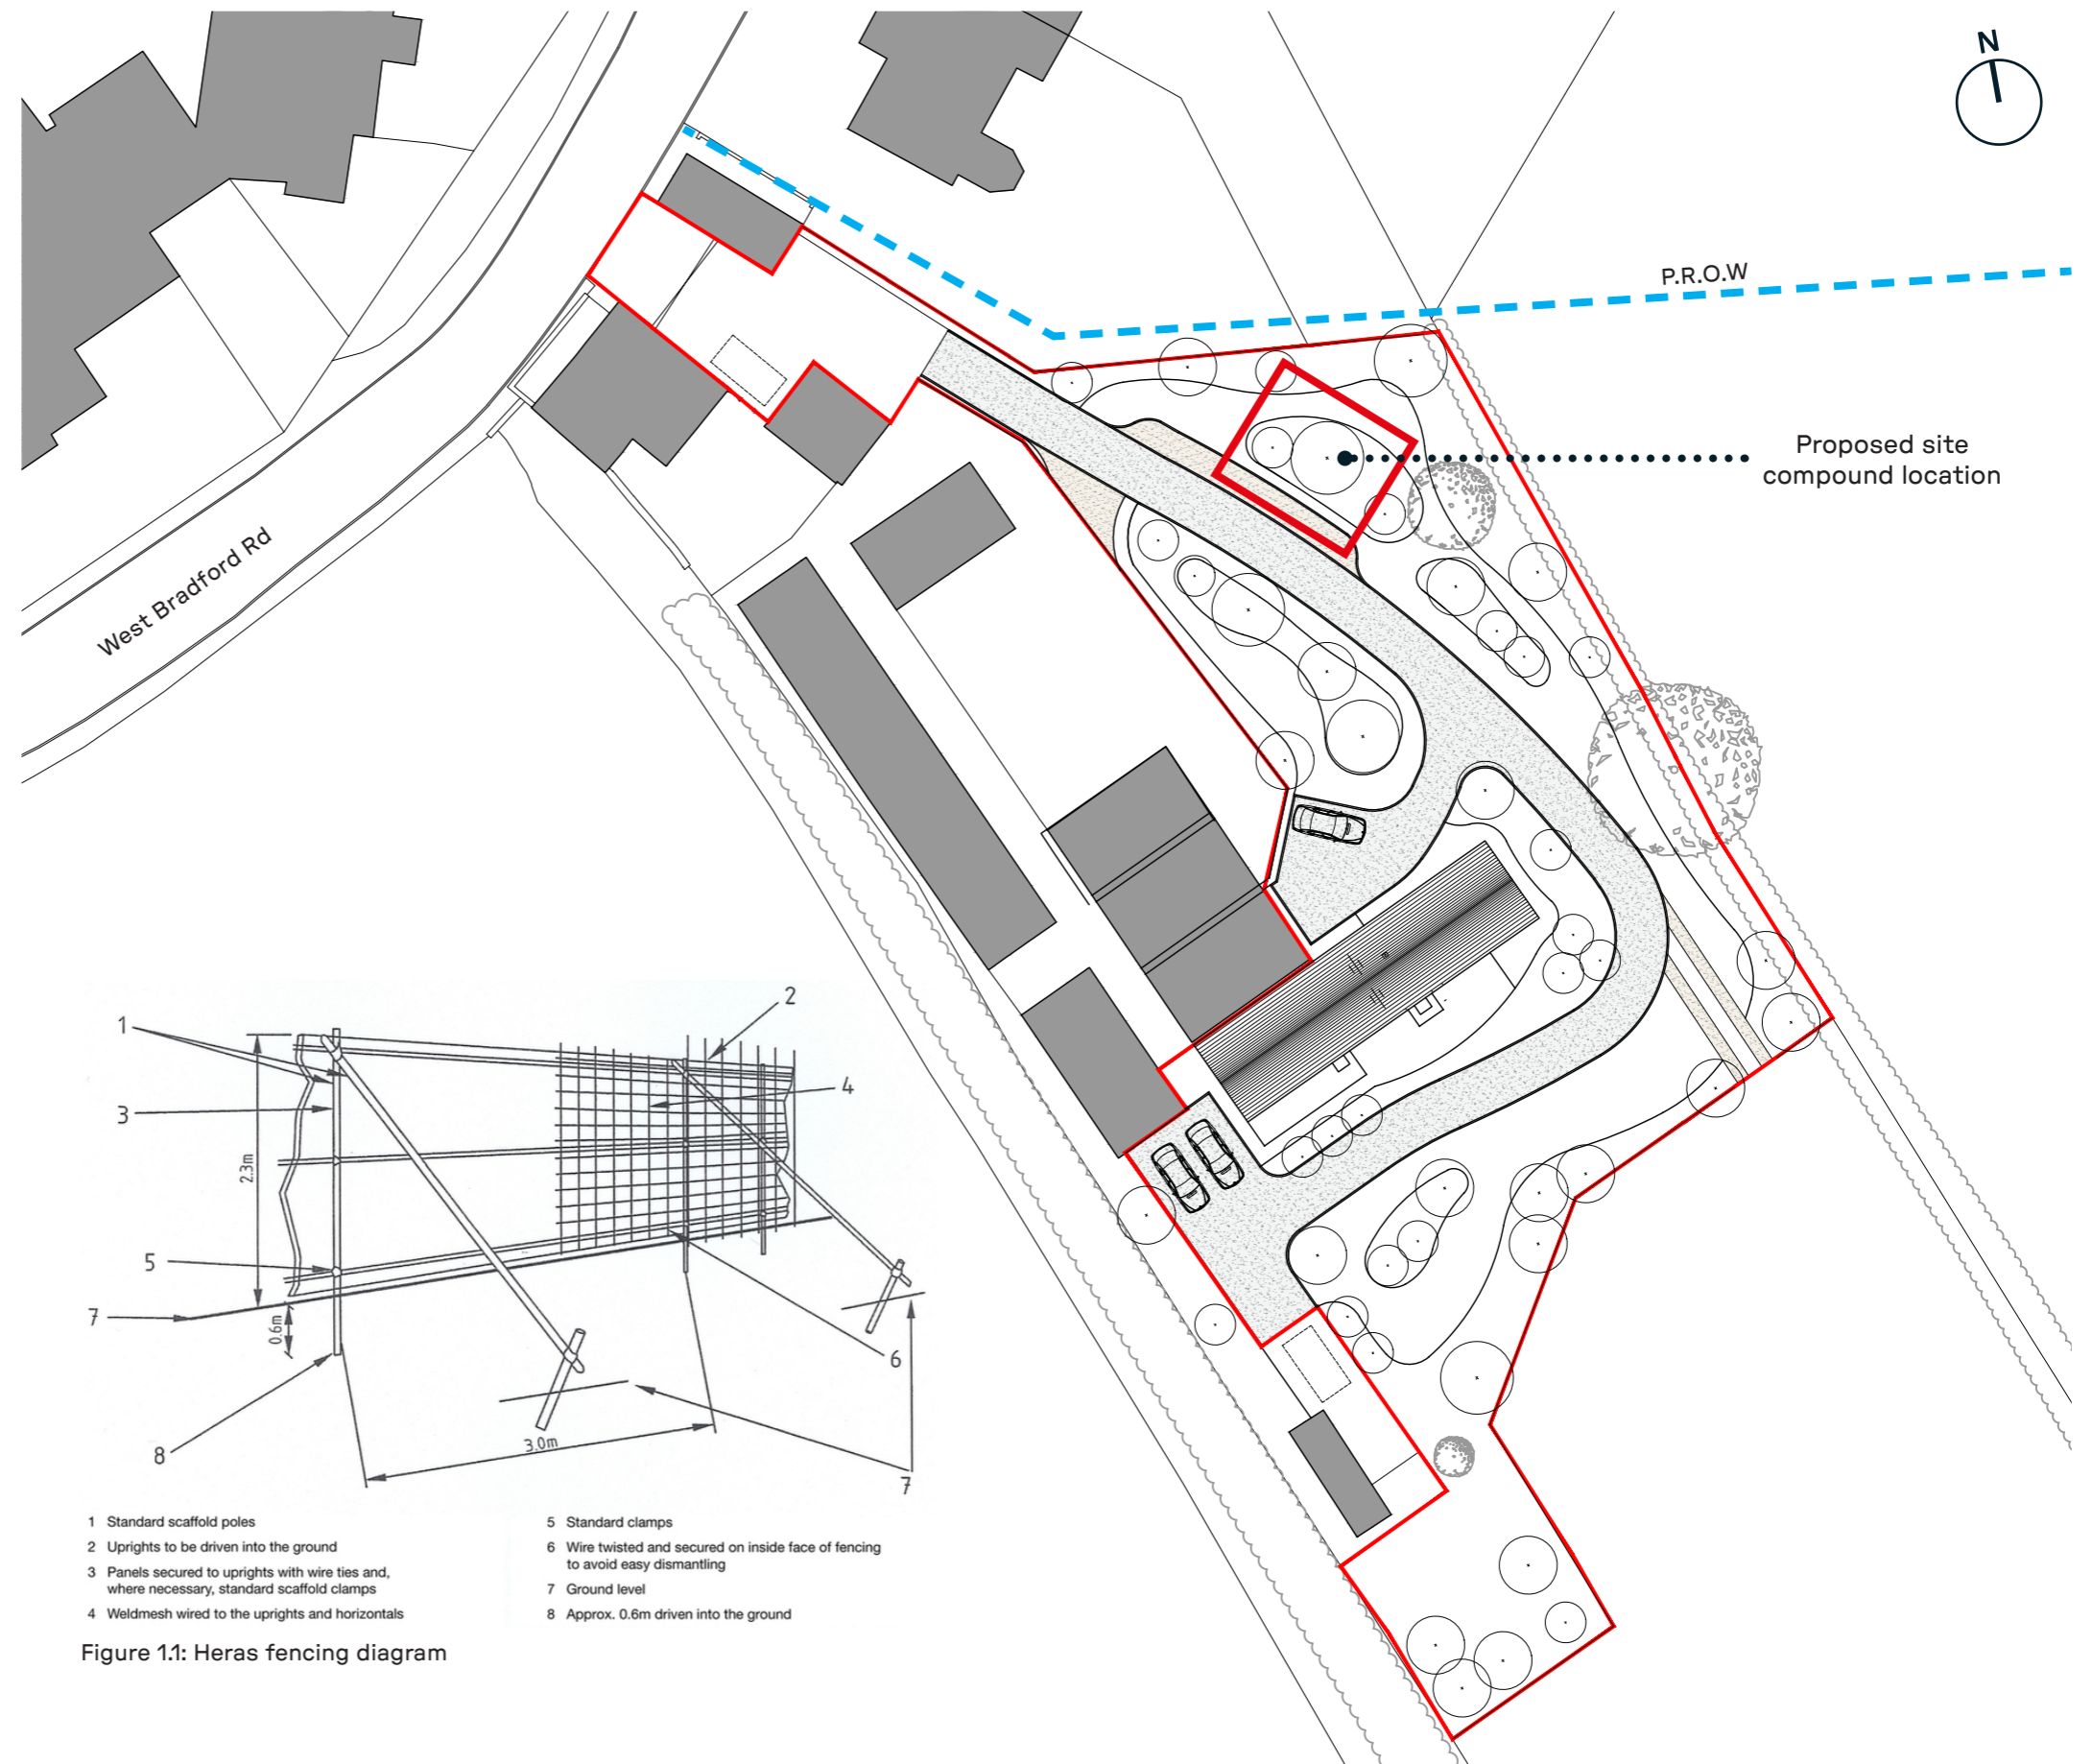 N
P.R.O.W
Proposed site
compound location
West Bradford Rd
1
2
3
4
2.3m
5
7
0.6m
6
8
3.0m
7
1 Standard scaffold poles
2 Uprights to be driven into the ground
3 Panels secured to uprights with wire ties and,
where necessary, standard scaffold clamps
4 Weldmesh wired to the uprights and horizontals
5 Standard clamps
6 Wire twisted and secured on inside face of fencing
to avoid easy dismantling
7 Ground level
8 Approx. 0.6m driven into the ground
Figure 1.1: Heras fencing diagram